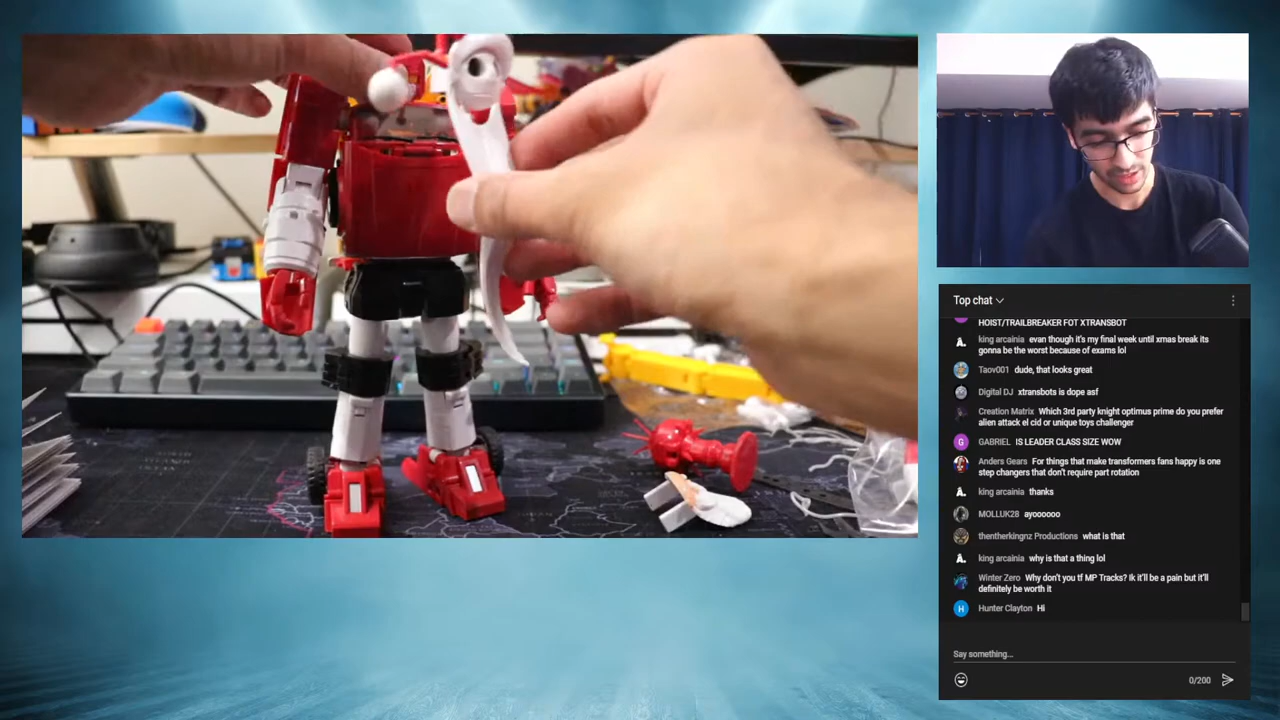 Top chat
HOIST/TRAILBREAKER FOT XTRANSBOT
king arcainia evan though it's my final week until xmas break its
gonna be the worst because of exams lol
Taov001 dude, that looks great
Digital DJ xtransbots is dope asf
Creation Matrix Which 3rd party knight optimus prime do you prefer
alien attack el cid or unique toys challenger
GABRIEL IS LEADER CLASS SIZE WOW
Anders Gears For things that make transformers fans happy is one
step changers that don't require part rotation
king arcainia thanks
MOLLUK28 ayoooooo
thentherkingnz Productions what is that
king arcainia why is that a thing lol
Winter Zero Why don't you tf MP Tracks? Ik it'll be a pain but it'll
definitely be worth it
Hunter Clayton Hi
Say something...
0/200